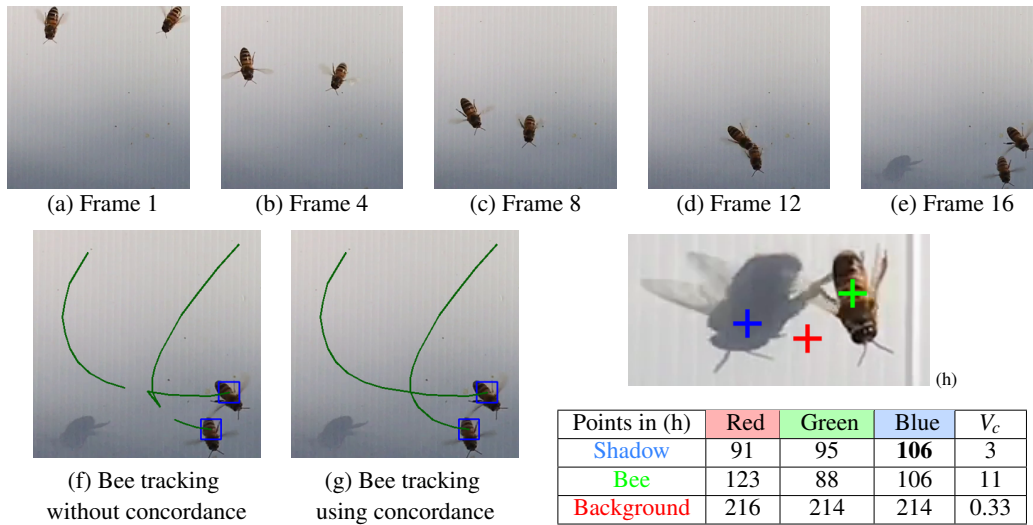 (a) Frame 1
(b) Frame 4
(c) Frame 8
(d) Frame 12
(e) Frame 16
(f) Bee tracking
without concordance
(g) Bee tracking
using concordance
(h)
Points in (h) Red Green Blue Vc
Shadow 91 95 106 3
Bee 123 88 106 11
Background 216 214 214 0.33